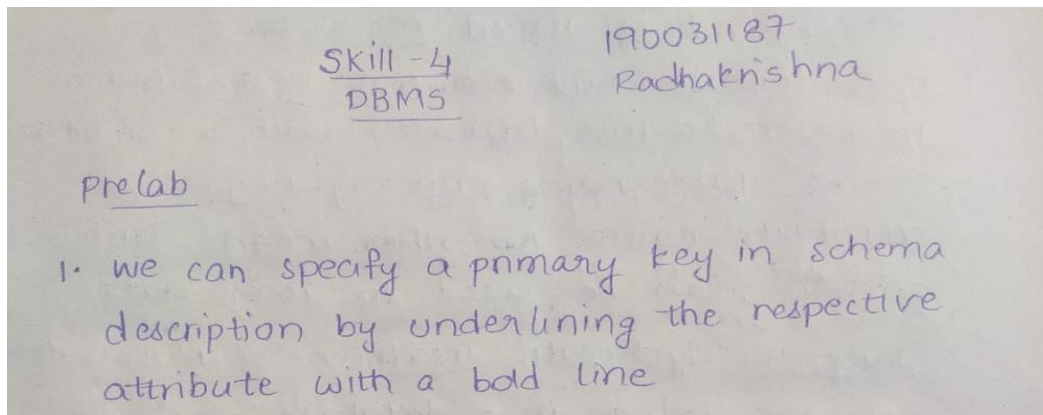 Skill - 4
DBMS
190031187
Radhakrishna
prelab
1. we can specify a primary key in schema
description by underlining the respective
attribute with a bold line